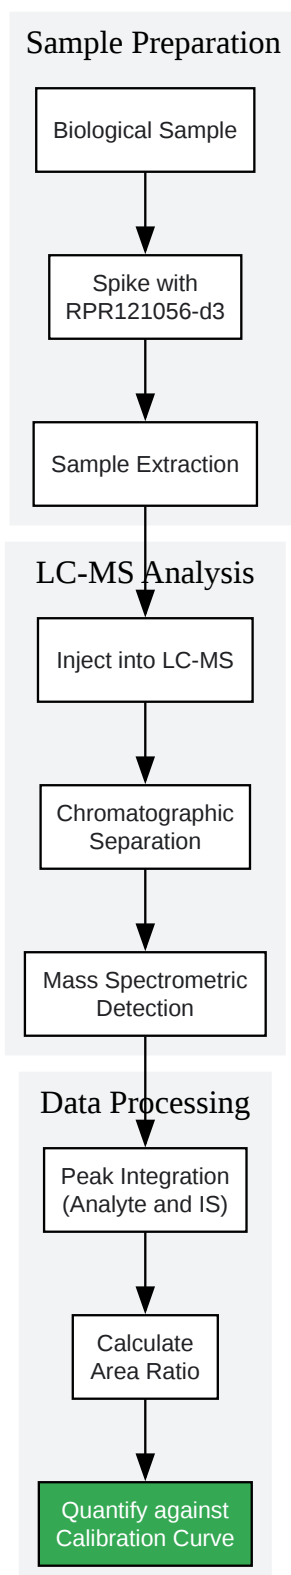 Sample Preparation
Biological Sample
Spike with
RPR121056-d3
Sample Extraction
LC-MS Analysis
Inject into LC-MS
Chromatographic
Separation
Mass Spectrometric
Detection
Data Processing
Peak Integration
(Analyte and IS)
Calculate
Area Ratio
Quantify against
Calibration Curve